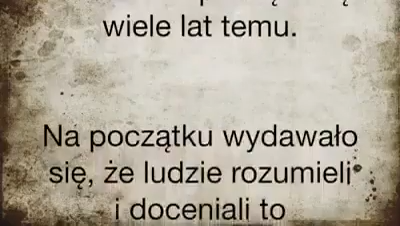 wiele lat temu.
Na początku wydawało
się, że ludzie rozumieli
i doceniali to